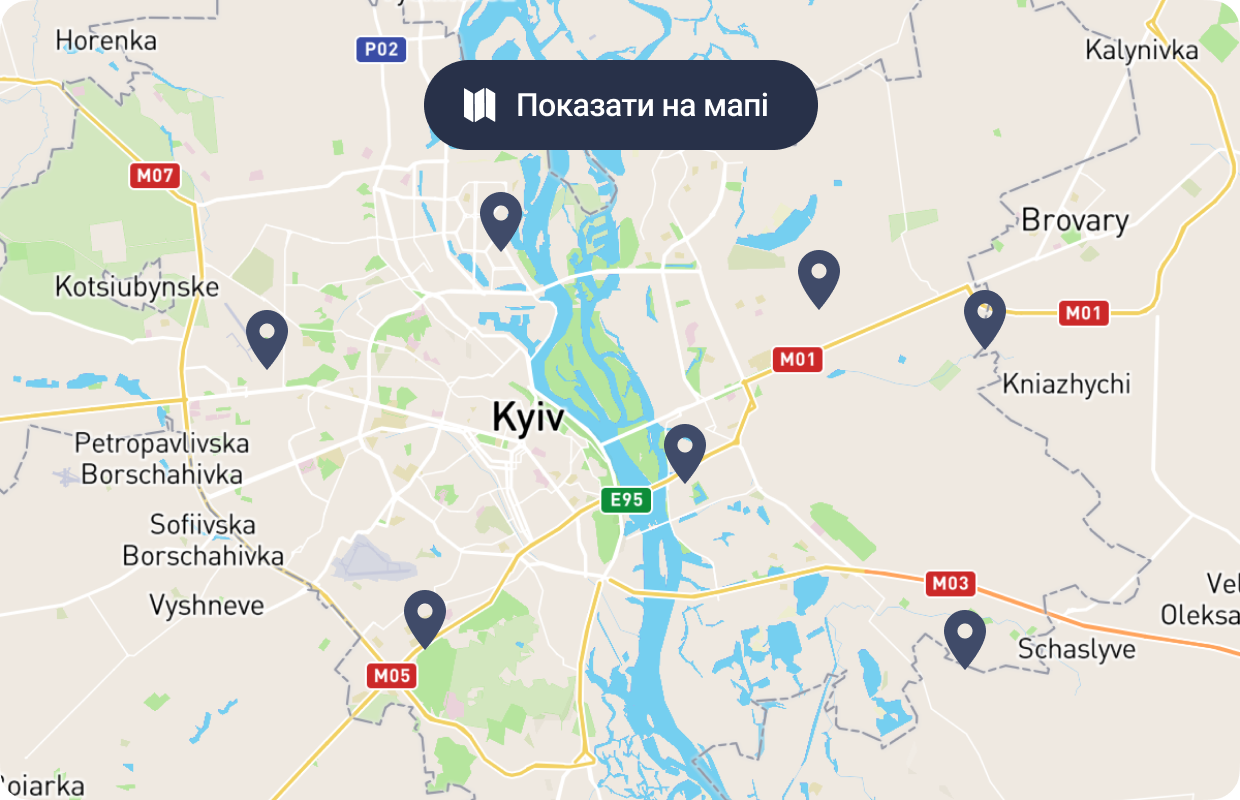 Horenka
P02
Kalynivka
Показати на мапі
M07
Brovary
Kotsiubynske
M01
M01
Kniazhychi
Kyiv
Petropavlivska
Borschahivka
E95
Sofiivska
Borschahivka
M03
Vyshneve
Vel
Oleksa
Schaslyve
M05
oiarka